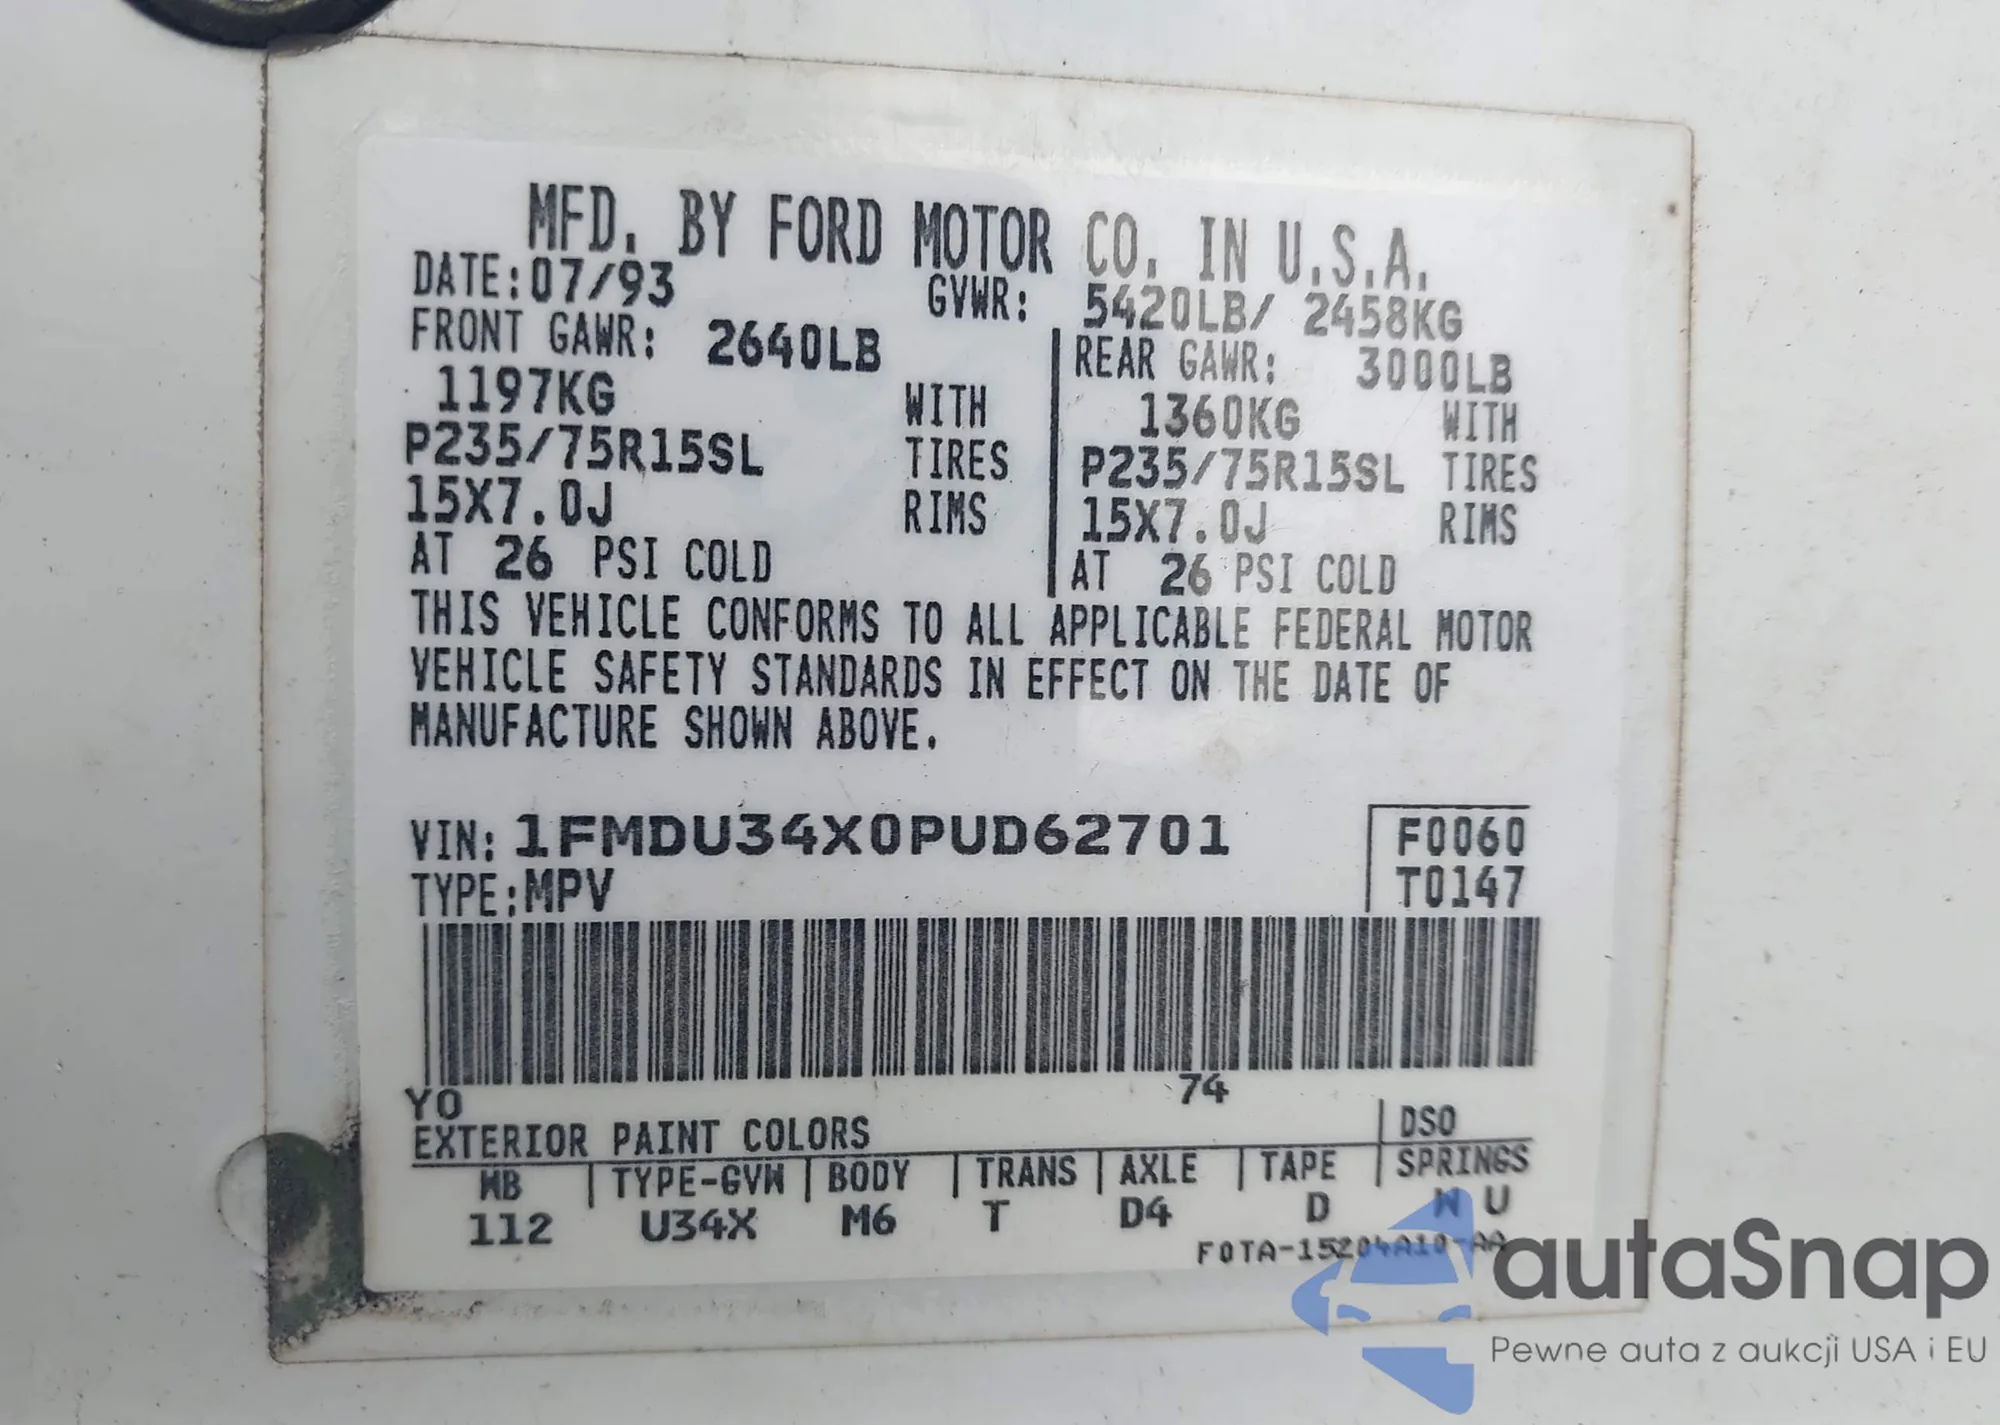 MFD. BY FORD MOTOR CO. IN U.S.A.
DATE:07/93 GVWR: 5420LB/ 2458KG
FRONT GAWR: 2640LB REAR GAWR: 3000LB
1197KG WITH 1360KG WITH
P235/75R15SL TIRES P235/75R15SL TIRES
15X7.0J RIMS 15X7.0J RIMS
AT 26 PSI COLD AT 26 PSI COLD
THIS VEHICLE CONFORMS TO ALL APPLICABLE FEDERAL MOTOR
VEHICLE SAFETY STANDARDS IN EFFECT ON THE DATE OF
MANUFACTURE SHOWN ABOVE.
VIN: 1FMDU34X0PUD62701 F0060
TYPE:MPV T0147
YO 74
EXTERIOR PAINT COLORS DSO
WB TYPE-GVW BODY TRANS AXLE TAPE SPRINGS
112 U34X M6 T D4 D W U
F0TA-15Z04A10-AA
autaSnap
Pewne auta z aukcji USA i EU